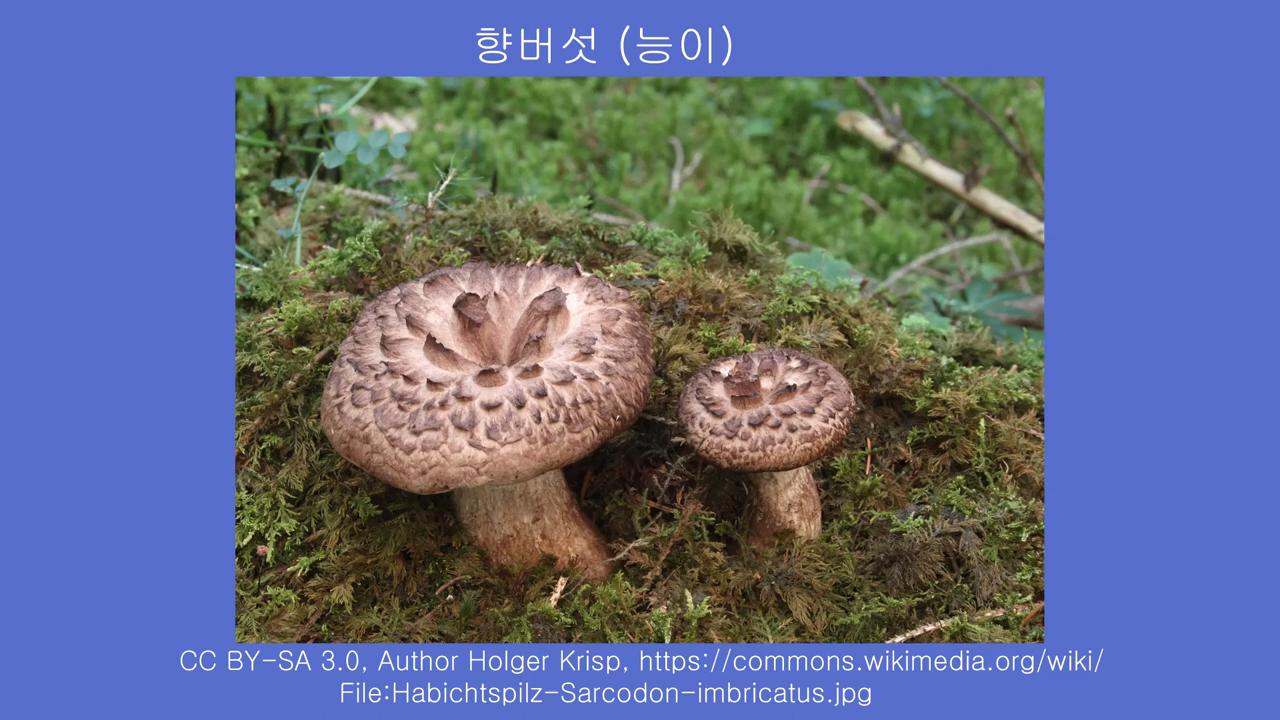 향버섯 (능이)
CC BY-SA 3.0, Author Holger Krisp, https://commons.wikimedia.org/wiki/
File:Habichtspilz-Sarcodon-imbricatus.jpg